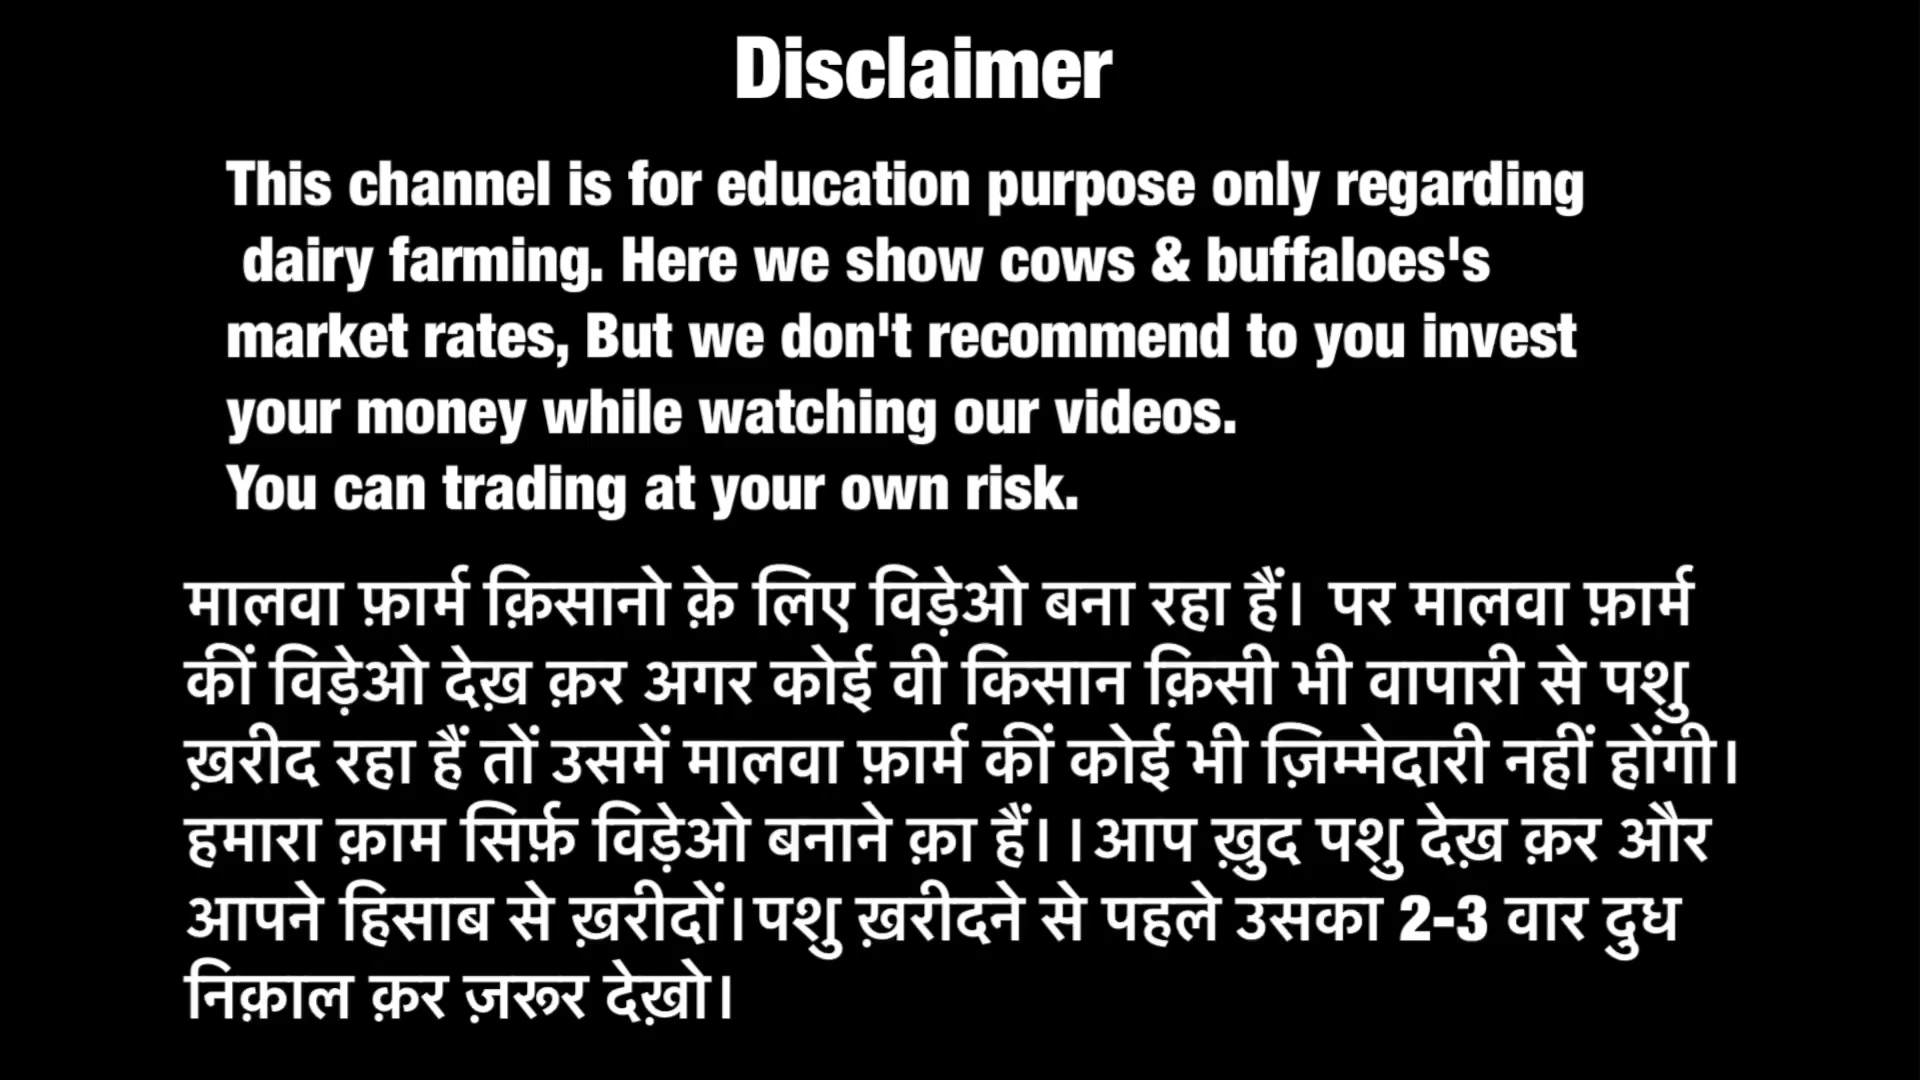 Disclaimer
This channel is for education purpose only regarding
dairy farming. Here we show cows & buffaloes's
market rates, But we don't recommend to you invest
your money while watching our videos.
You can trading at your own risk.
मालवा फ़ार्म क़िसानो क़े लिए विड़ेओ बना रहा हैं। पर मालवा फ़ार्म
कीं विड़ेओ देख़ क़र अगर कोई वी किसान क़िसी भी वापारी से पशु
ख़रीद रहा हैं तों उसमें मालवा फ़ार्म कीं कोई भी ज़िम्मेदारी नहीं होंगी।
हमारा क़ाम सिर्फ़ विड़ेओ बनाने क़ा हैं।।आप ख़ुद पशु देख़ क़र और
आपने हिसाब से ख़रीदों।पशु ख़रीदने से पहले उसका 2-3 वार दुध
निक़ाल क़र ज़रूर देख़ो।